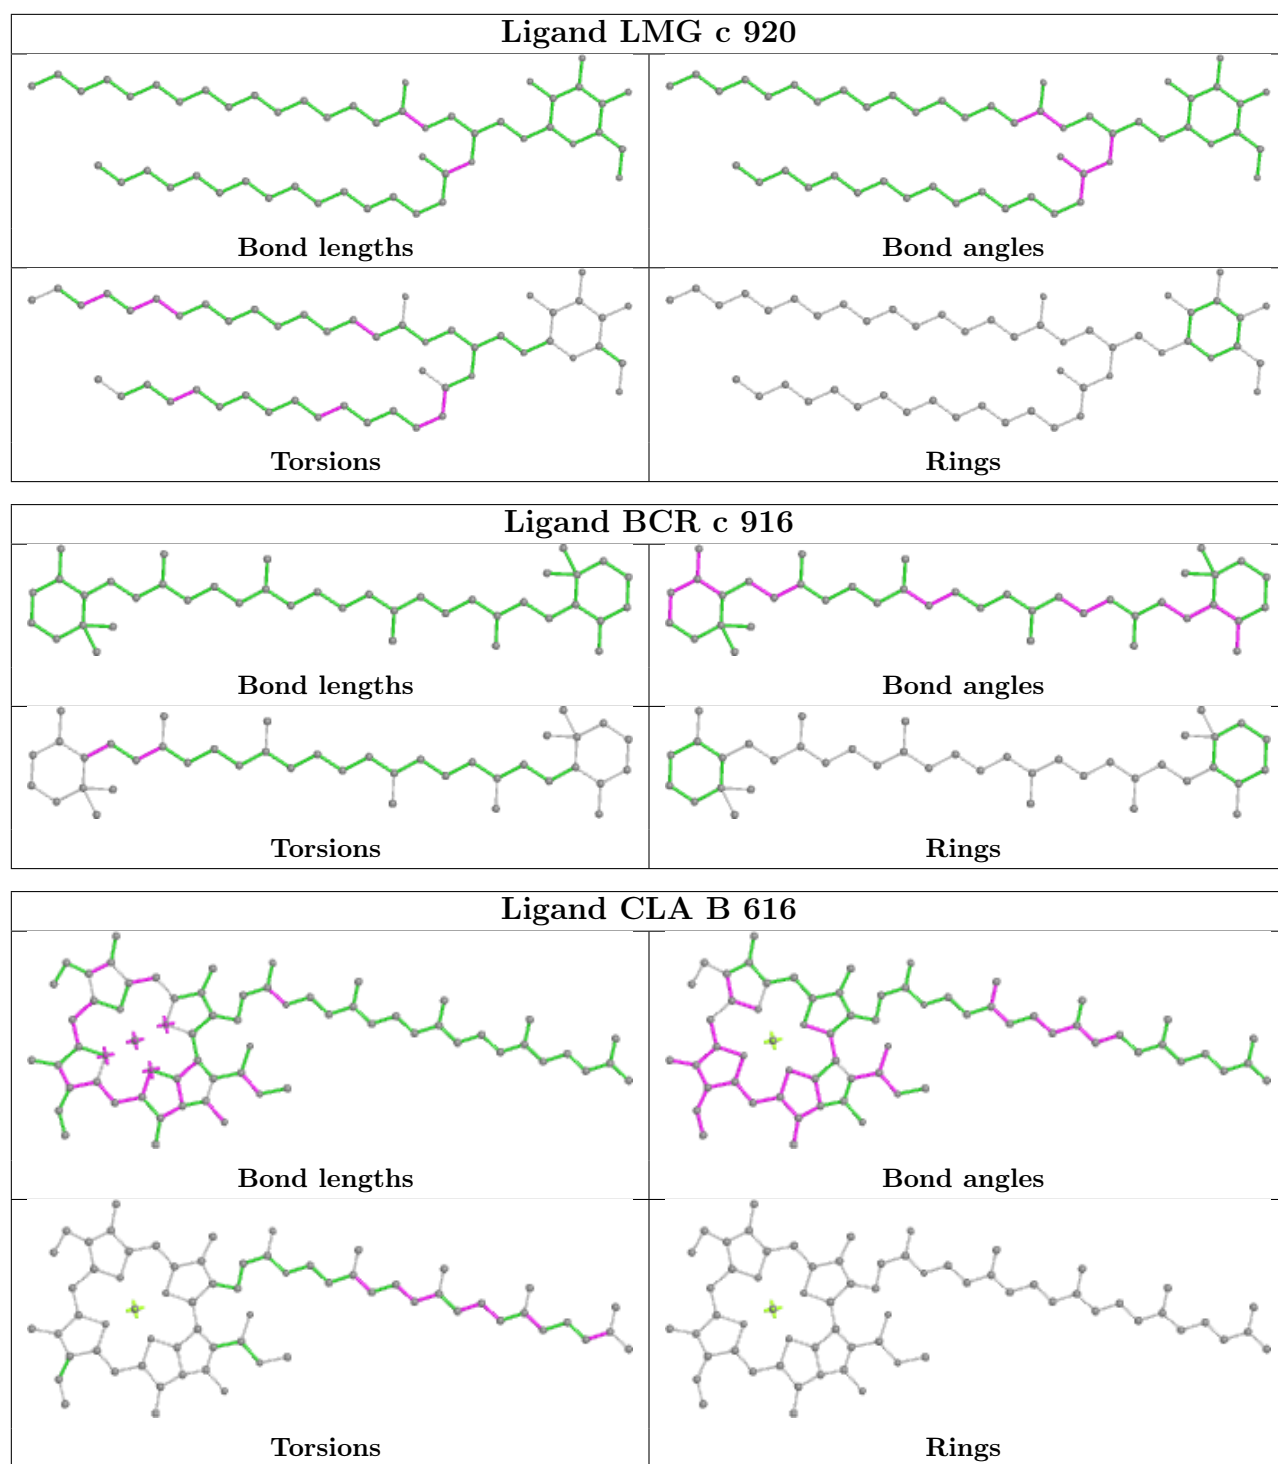 Ligand LMG c 920
Bond lengths
Bond angles
Torsions
Rings
Ligand BCR c 916
Bond lengths
Bond angles
Torsions
Rings
Ligand CLA B 616
Bond lengths
Bond angles
Torsions
Rings